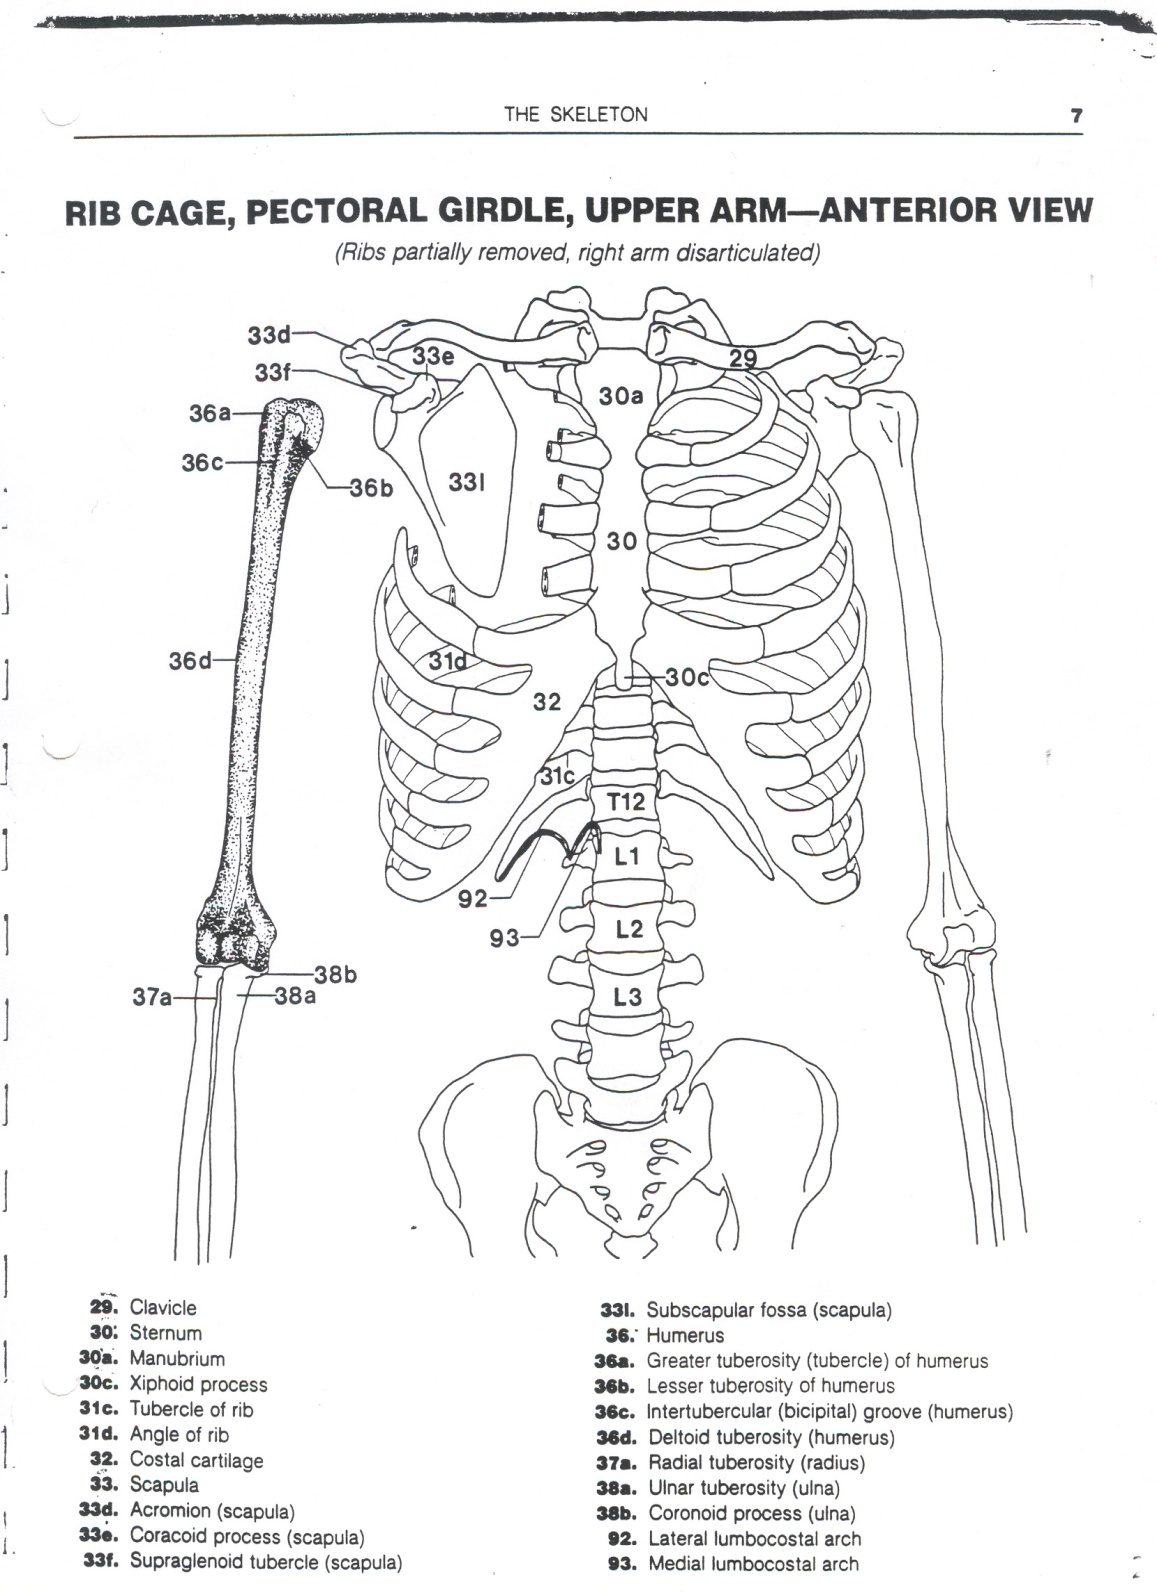 THE SKELETON 7
RIB CAGE, PECTORAL GIRDLE, UPPER ARM—ANTERIOR VIEW
(Ribs partially removed, right arm disarticulated)
33d
33e
29
33f
30a
36a
36c
33l
36b
30
36d
31d
30c
32
31c
T12
L1
92
L2
93
38b
37a
38a
L3
29. Clavicle
30. Sternum
30a. Manubrium
30c. Xiphoid process
31c. Tubercle of rib
31d. Angle of rib
32. Costal cartilage
33. Scapula
33d. Acromion (scapula)
33e. Coracoid process (scapula)
33f. Supraglenoid tubercle (scapula)
33l. Subscapular fossa (scapula)
36. Humerus
36a. Greater tuberosity (tubercle) of humerus
36b. Lesser tuberosity of humerus
36c. Intertubercular (bicipital) groove (humerus)
36d. Deltoid tuberosity (humerus)
37a. Radial tuberosity (radius)
38a. Ulnar tuberosity (ulna)
38b. Coronoid process (ulna)
92. Lateral lumbocostal arch
93. Medial lumbocostal arch